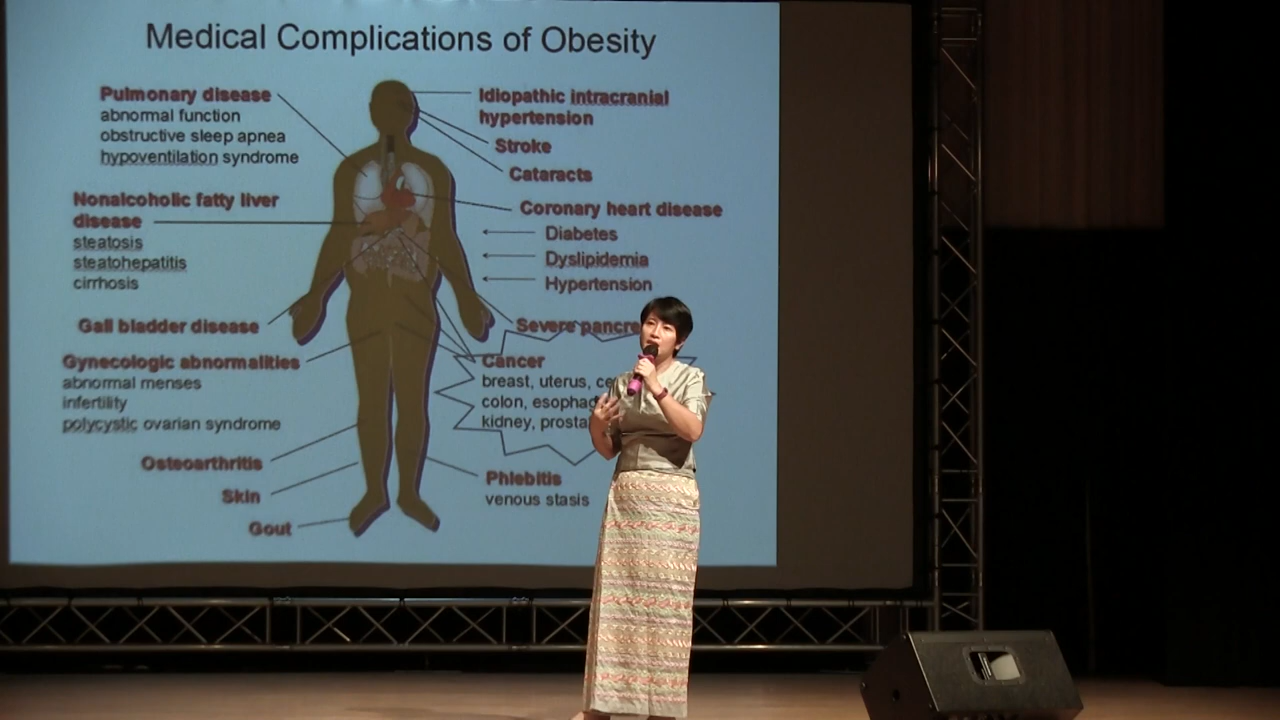 Medical Complications of Obesity
Pulmonary disease
abnormal function
obstructive sleep apnea
hypoventilation syndrome
Nonalcoholic fatty liver
disease
steatosis
steatohepatitis
cirrhosis
Gall bladder disease
Gynecologic abnormalities
abnormal menses
infertility
polycystic ovarian syndrome
Osteoarthritis
Skin
Gout
Idiopathic intracranial
hypertension
Stroke
Cataracts
Coronary heart disease
Diabetes
Dyslipidemia
Hypertension
Severe
Cancer
breast, uterus,
colon,
kidney,
Phlebitis
venous stasis